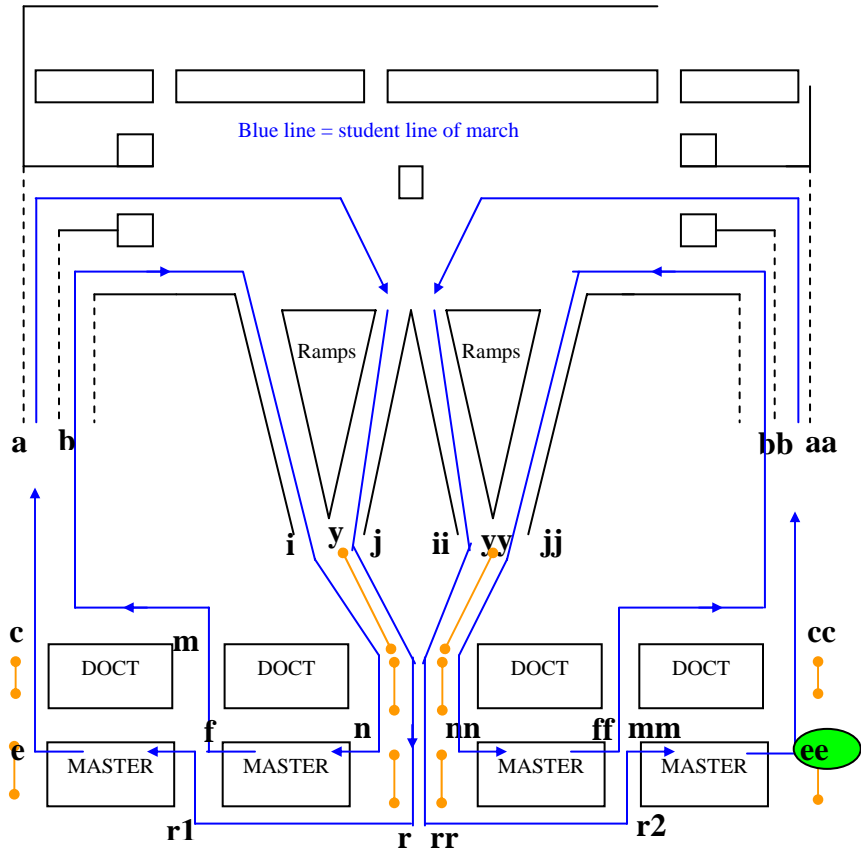 Blue line = student line of march
Ramps Ramps
a b bb aa
i y j ii yy jj
c m cc
DOCT DOCT DOCT DOCT
e f n nn ff mm ee
MASTER MASTER MASTER MASTER
r1 r rr r2